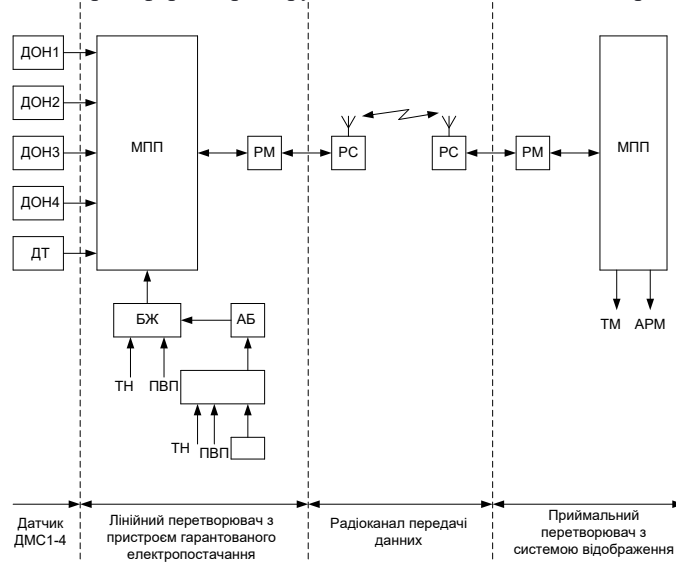 ДОН1
ДОН2
ДОН3
ДОН4
ДТ
МПП
РМ
РС
РС
РМ
МПП
ТМ АРМ
БЖ
АБ
ТН ПВП
ТН ПВП
Датчик
ДМС1-4
Лінійний перетворювач з
пристроєм гарантованого
електропостачання
Радіоканал передачі
данних
Приймальний
перетворювач з
системою відображення